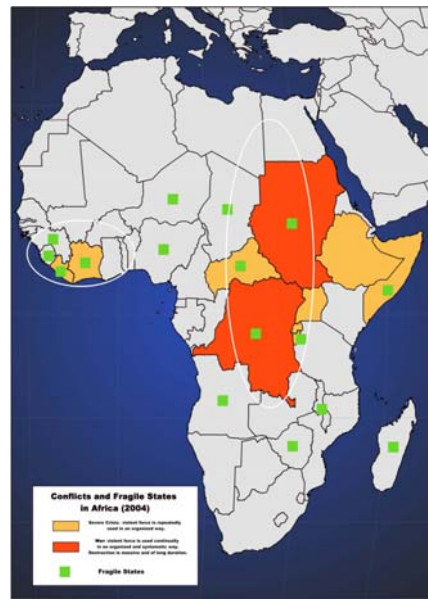 Conflicts and Fragile States
in Africa (2004)
Severe Crisis: violent force is repeatedly
used in an organized way.
War: violent force is used continually
in an organized and systematic way.
Destruction is massive and of long duration.
Fragile States